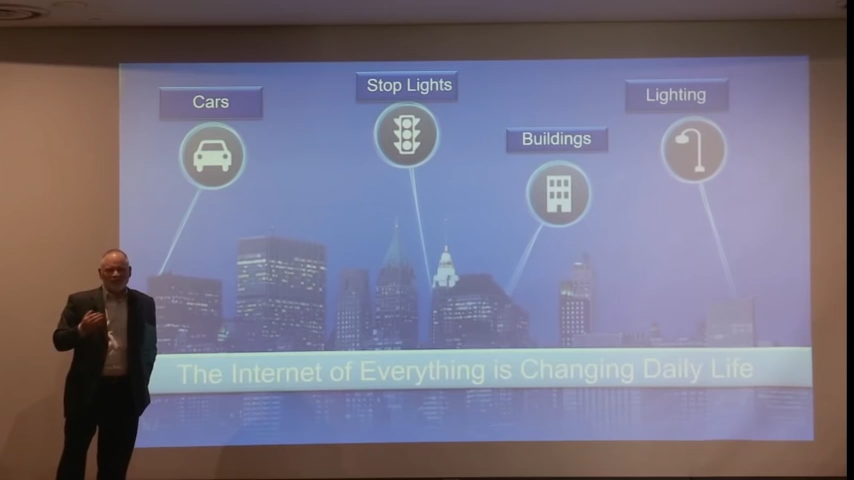 Cars
Stop Lights
Buildings
Lighting
The Internet of Everything is Changing Daily Life